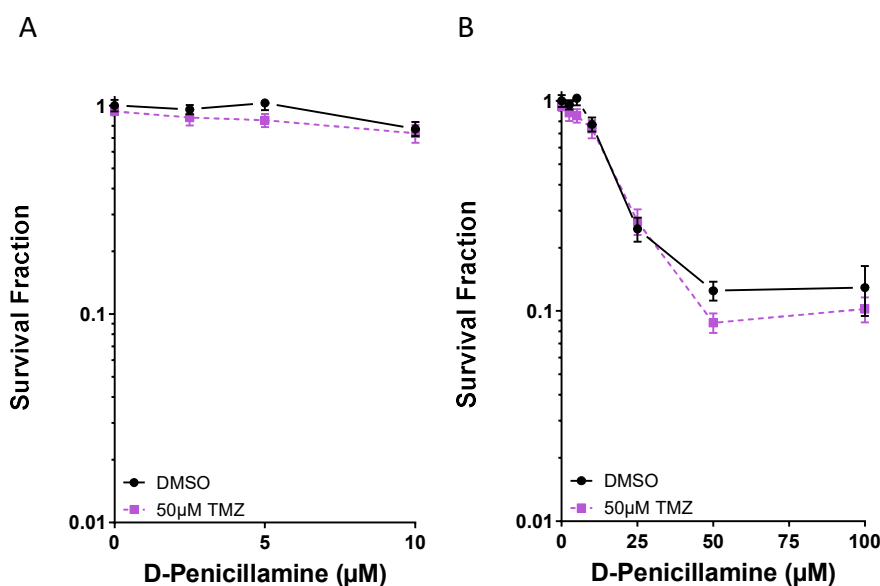 A
B
1
0.1
0.01
Survival Fraction
DMSO
50µM TMZ
0
5
10
D-Penicillamine (µM)
1
0.1
0.01
Survival Fraction
DMSO
50µM TMZ
0
25
50
75
100
D-Penicillamine (µM)